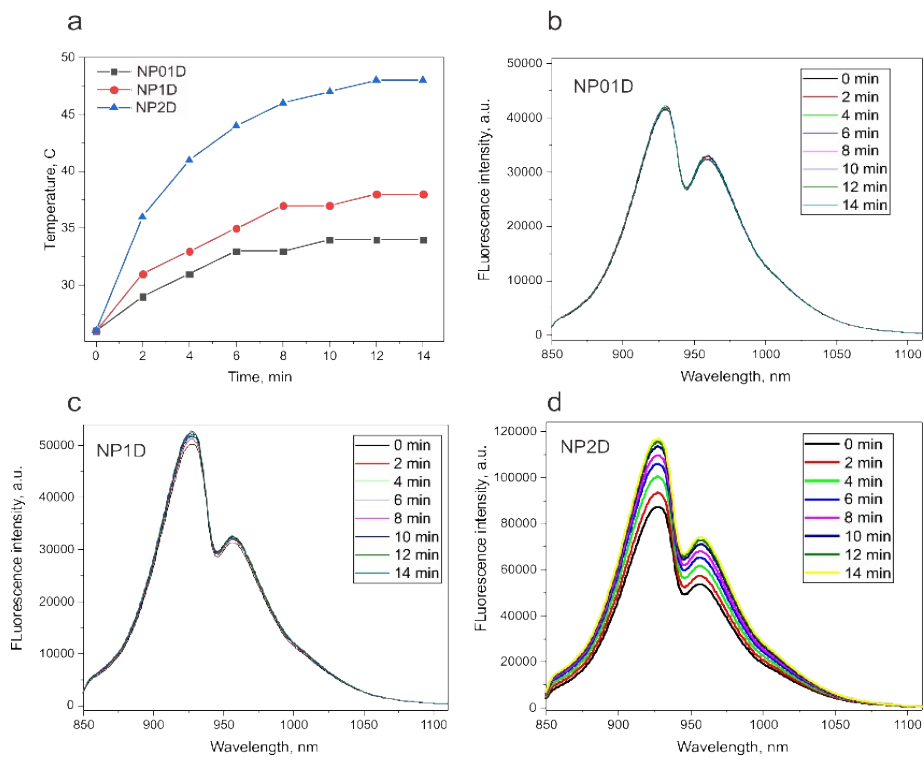 a
50
45
40
35
30
Temperature, C
NP01D
NP1D
NP2D
0
2
4
6
8
10
12
14
Time, min
b
50000
40000
30000
20000
10000
0
FLuorescence intensity, a.u.
NP01D
0 min
2 min
4 min
6 min
8 min
10 min
12 min
14 min
850
900
950
1000
1050
1100
Wavelength, nm
c
50000
40000
30000
20000
10000
0
FLuorescence intensity, a.u.
NP1D
0 min
2 min
4 min
6 min
8 min
10 min
12 min
14 min
850
900
950
1000
1050
1100
Wavelength, nm
d
120000
100000
80000
60000
40000
20000
0
FLuorescence intensity, a.u.
NP2D
0 min
2 min
4 min
6 min
8 min
10 min
12 min
14 min
850
900
950
1000
1050
1100
Wavelength, nm